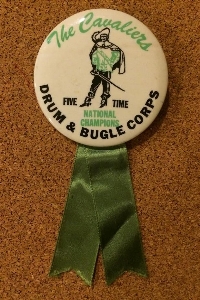 The Cavaliers
FIVE TIME
NATIONAL
CHAMPIONS
DRUM & BUGLE CORPS